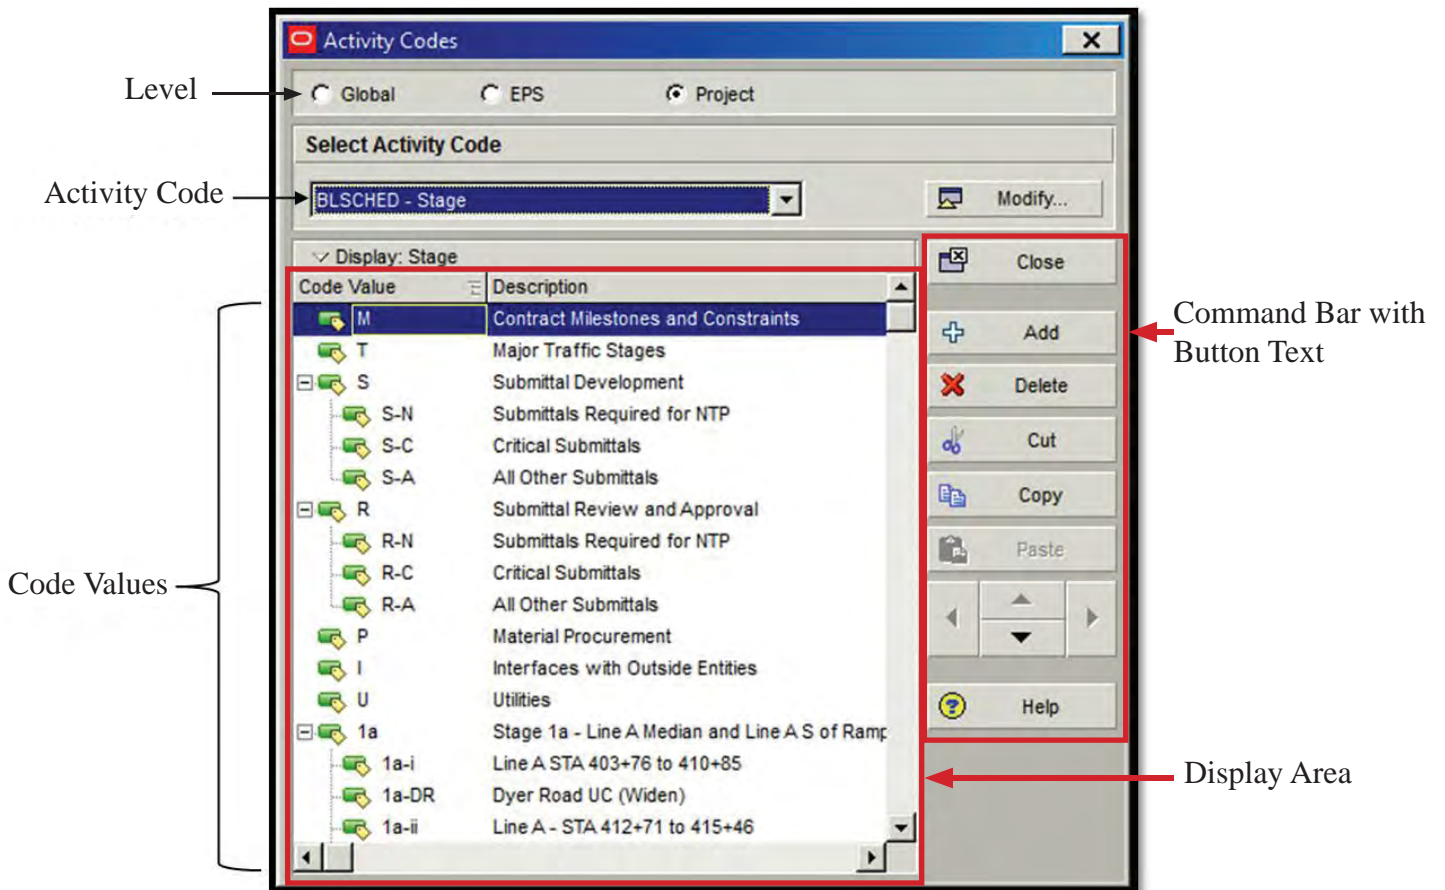 Activity Codes
Level
Global EPS Project
Select Activity Code
Activity Code
BLSCHED - Stage
Modify...
Display: Stage
Close
Code Value Description
M Contract Milestones and Constraints
Add
Command Bar with
Button Text
T Major Traffic Stages
S Submittal Development
Delete
S-N Submittals Required for NTP
S-C Critical Submittals
Cut
S-A All Other Submittals
Copy
R Submittal Review and Approval
R-N Submittals Required for NTP
Paste
R-C Critical Submittals
Code Values
R-A All Other Submittals
P Material Procurement
I Interfaces with Outside Entities
U Utilities
Help
1a Stage 1a - Line A Median and Line A S of Ramp
1a-i Line A STA 403+76 to 410+85
Display Area
1a-DR Dyer Road UC (Widen)
1a-ii Line A - STA 412+71 to 415+46